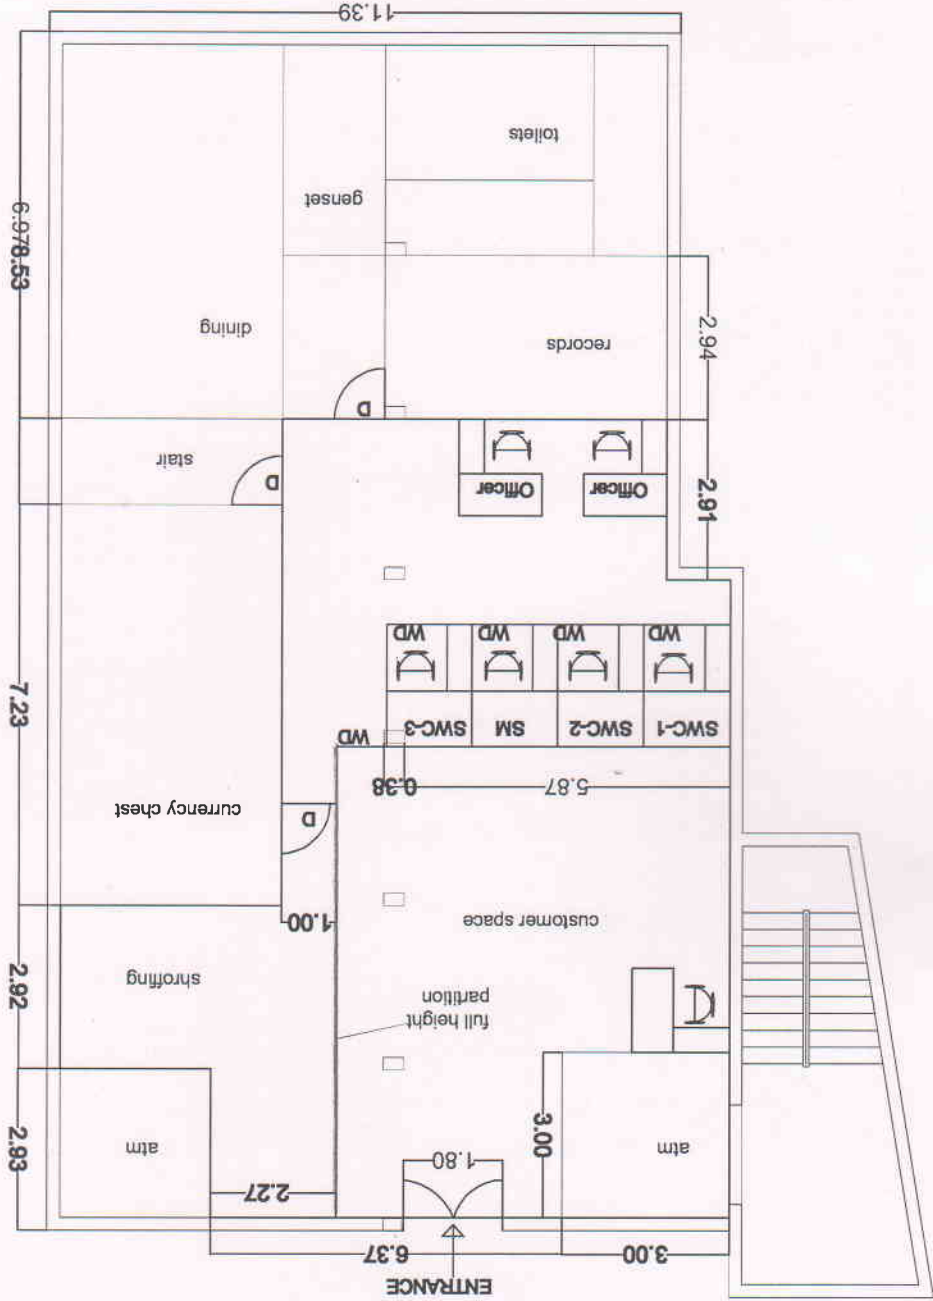 ENTRANCE
3.00
6.37
1.80
2.27
atm
3.00
atm
2.93
full height
partition
shroffing
2.92
customer space
1.00
D
currency chest
5.87
0.38
WD
SWC-1
SWC-2
SM
SWC-3
7.23
WD
WD
WD
WD
2.91
Officer
Officer
D
stair
D
records
2.94
dining
6.978.53
genset
toilets
11.39